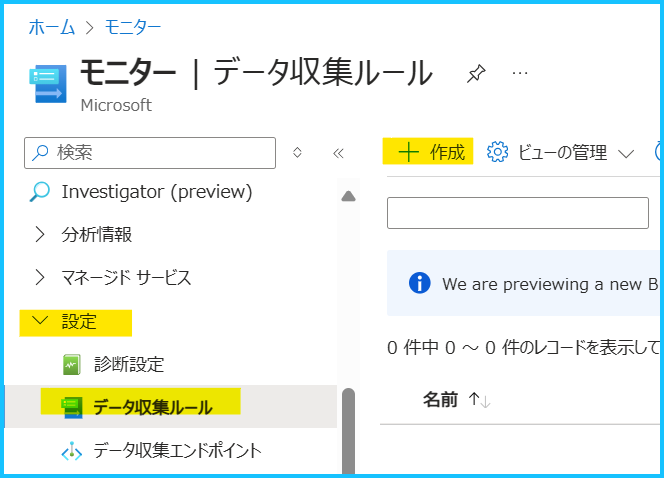 ホーム > モニター
モニター | データ収集ルール ...
Microsoft
検索
作成 ビューの管理
Investigator (preview)
分析情報
マネージド サービス
We are previewing a new B
設定
0 件中 0 ～ 0 件のレコードを表示して
診断設定
名前 ↑↓
データ収集ルール
データ収集エンドポイント